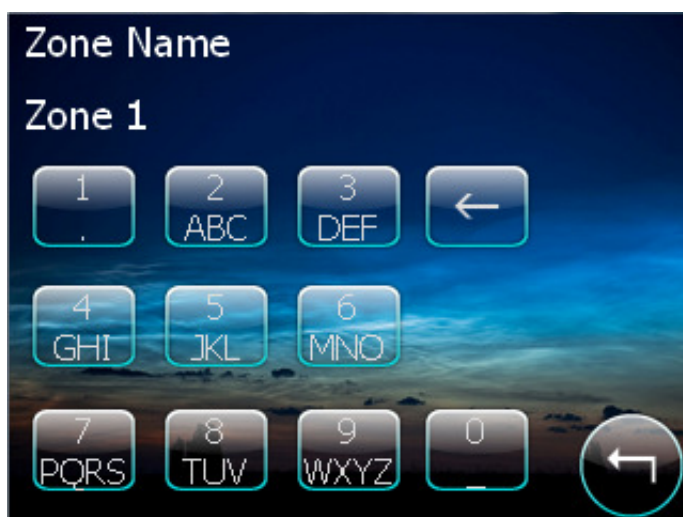 Zone Name
Zone 1
1 2 3 ←
. ABC DEF
4 5 6
GHI JKL MNO
7 8 9 0
PQRS TUV WXYZ _